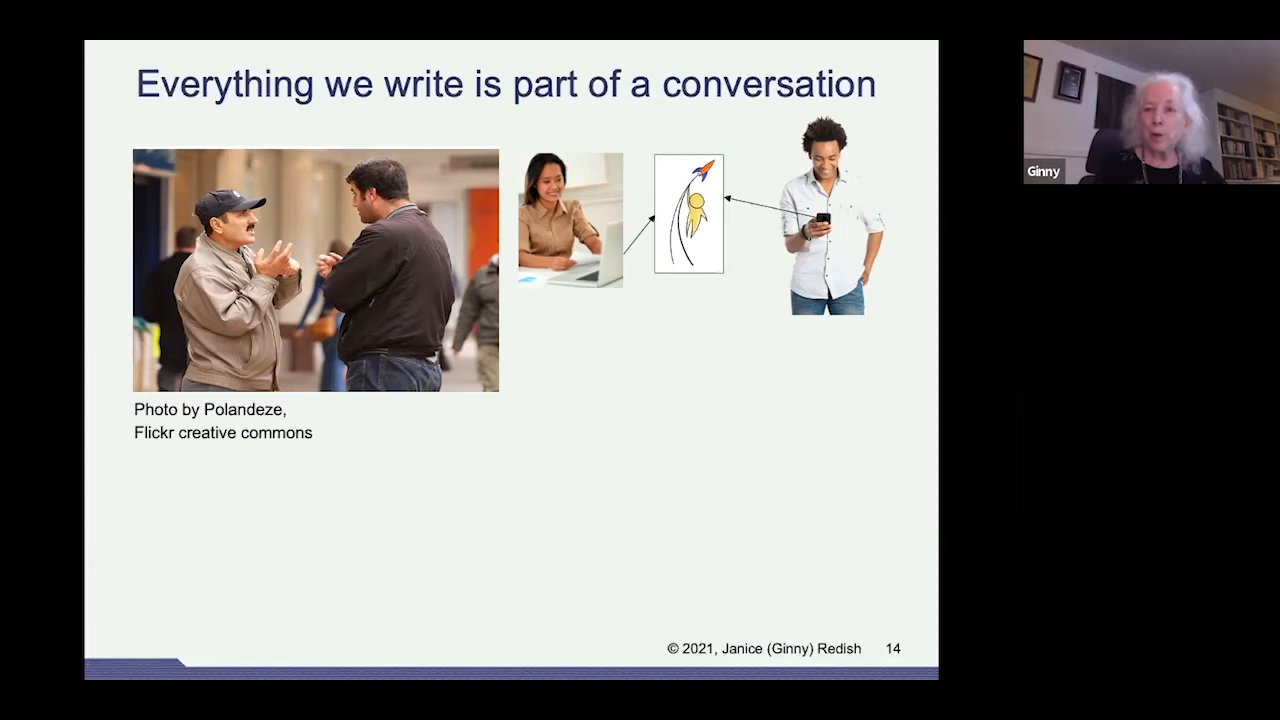 Everything we write is part of a conversation
Ginny
Photo by Polandeze,
Flickr creative commons
© 2021, Janice (Ginny) Redish 14